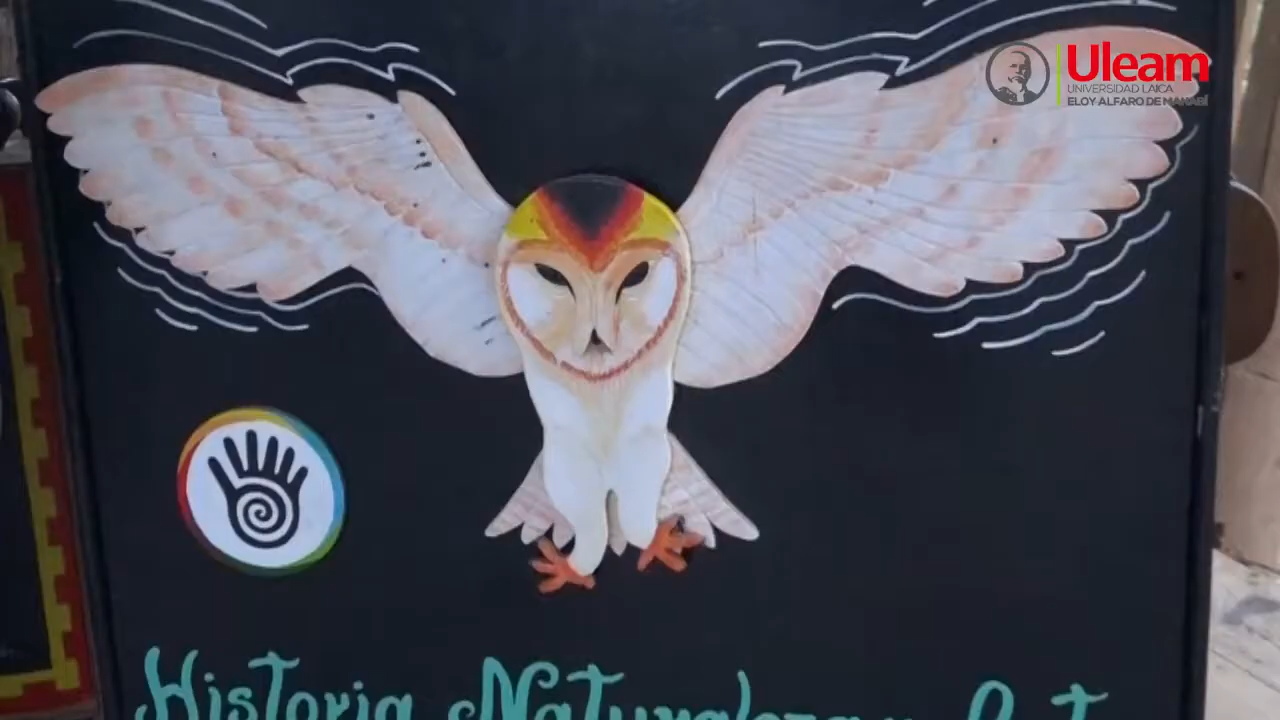 Uleam
UNIVERSIDAD LAICA
ELOY ALFARO DE MANABÍ
Historia Naturaleza y